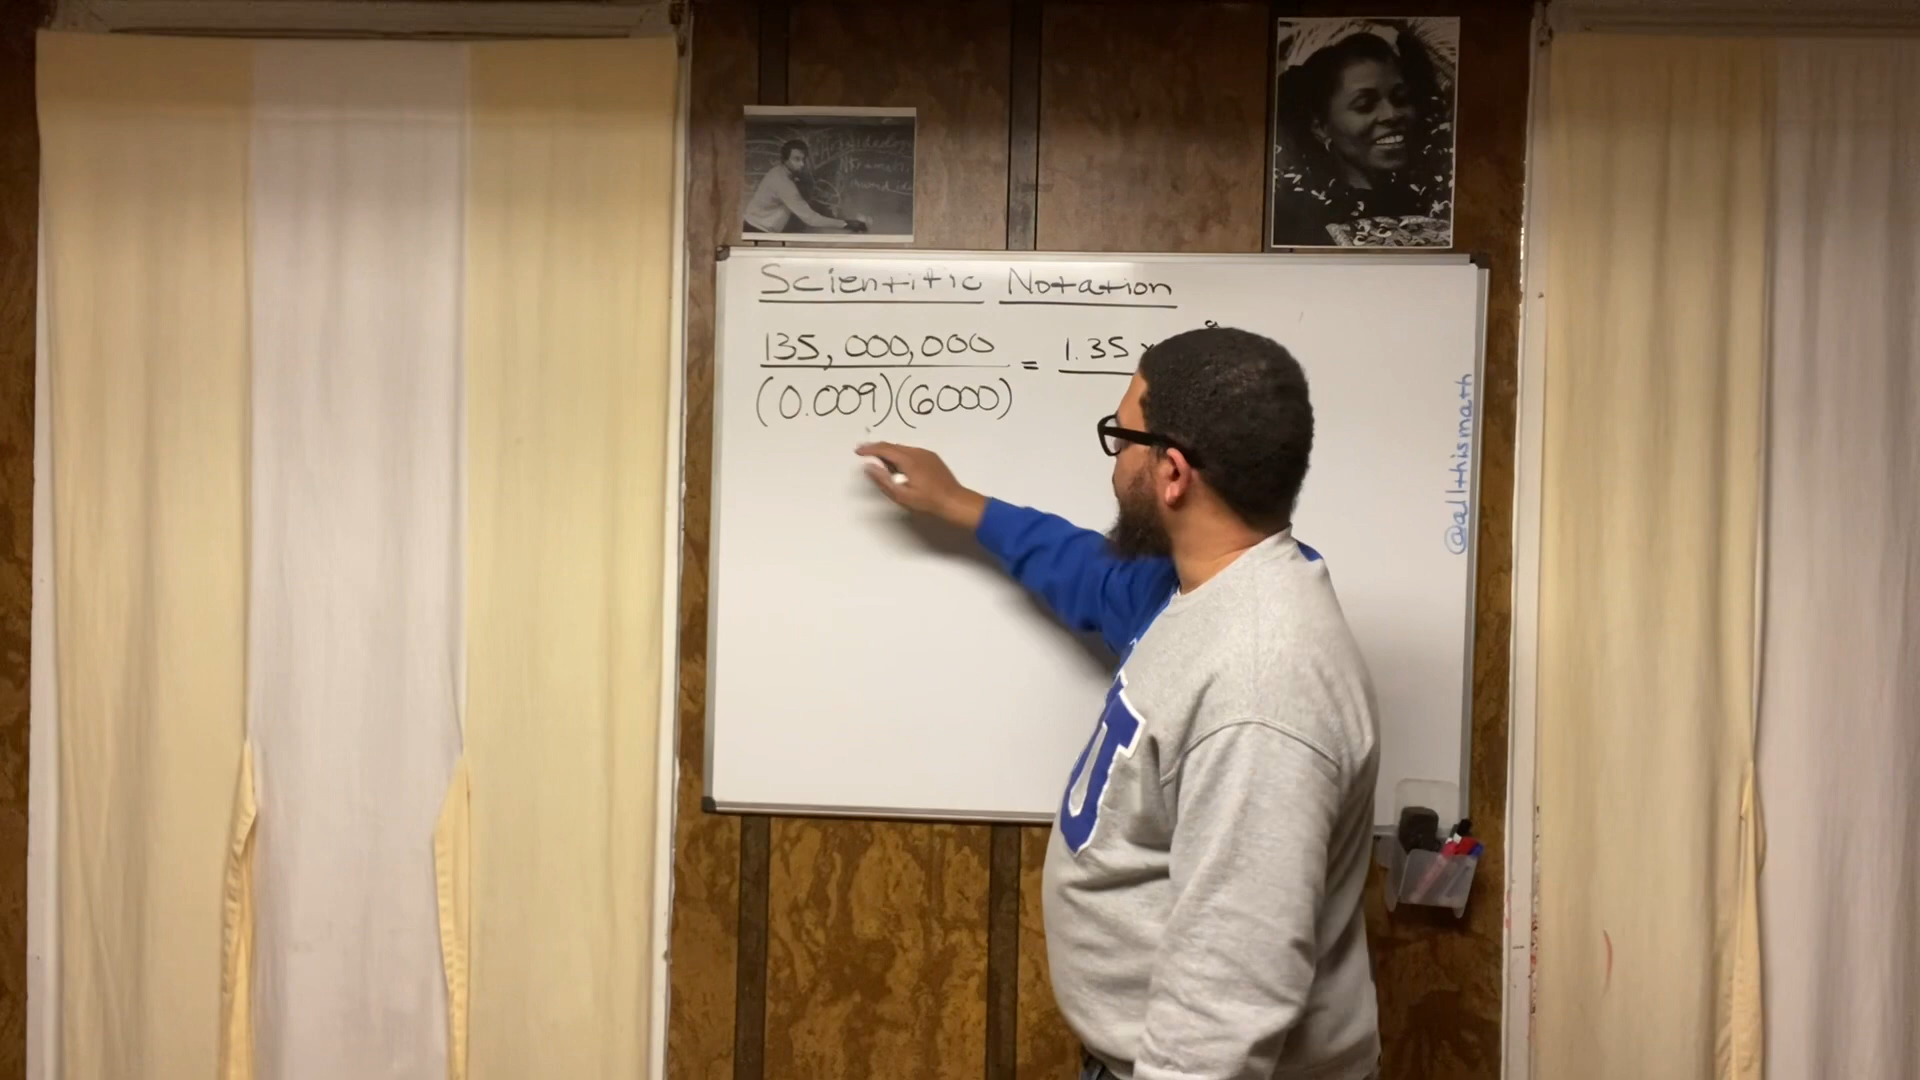 Scientific Notation
135,000,000 = 1.35
(0.009)(6000)
@allthismath